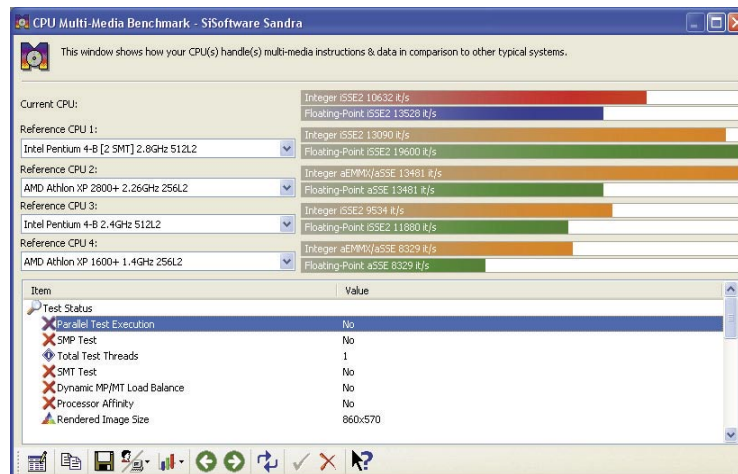 CPU Multi-Media Benchmark - SiSoftware Sandra
This window shows how your CPU(s) handle(s) multi-media instructions & data in comparison to other typical systems.
Current CPU:
Integer iSSE2 10632 it/s
Floating-Point iSSE2 13528 it/s
Reference CPU 1:
Intel Pentium 4-B [2 SMT] 2.8GHz 512L2
Integer iSSE2 13090 it/s
Floating-Point iSSE2 19600 it/s
Reference CPU 2:
AMD Athlon XP 2800+ 2.26GHz 256L2
Integer aEMMX/aSSE 13481 it/s
Floating-Point aSSE 13481 it/s
Reference CPU 3:
Intel Pentium 4-B 2.4GHz 512L2
Integer iSSE2 9534 it/s
Floating-Point iSSE2 11880 it/s
Reference CPU 4:
AMD Athlon XP 1600+ 1.4GHz 256L2
Integer aEMMX/aSSE 8329 it/s
Floating-Point aSSE 8329 it/s
Item Value
Test Status
Parallel Test Execution No
SMP Test No
Total Test Threads 1
SMT Test No
Dynamic MP/MT Load Balance No
Processor Affinity No
Rendered Image Size 860x570